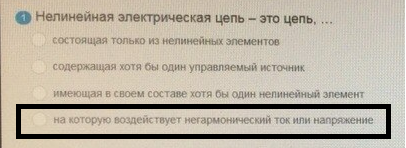 1 Нелинейная электрическая цепь – это цепь, ...
состоящая только из нелинейных элементов
содержащая хотя бы один управляемый источник
имеющая в своем составе хотя бы один нелинейный элемент
на которую воздействует негармонический ток или напряжение